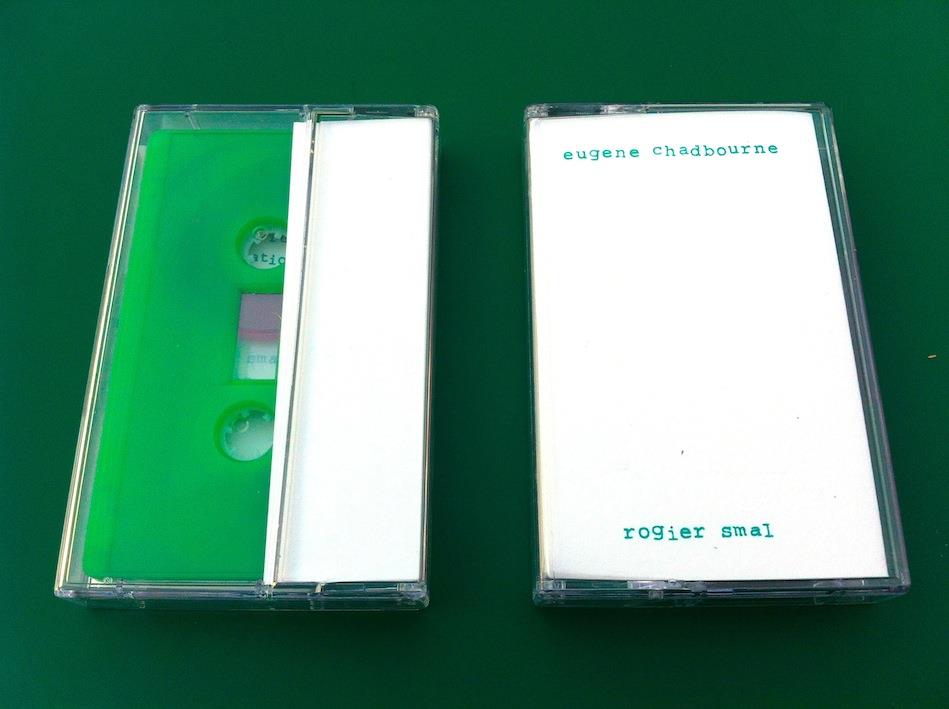 eugene chadbourne
rogier smal